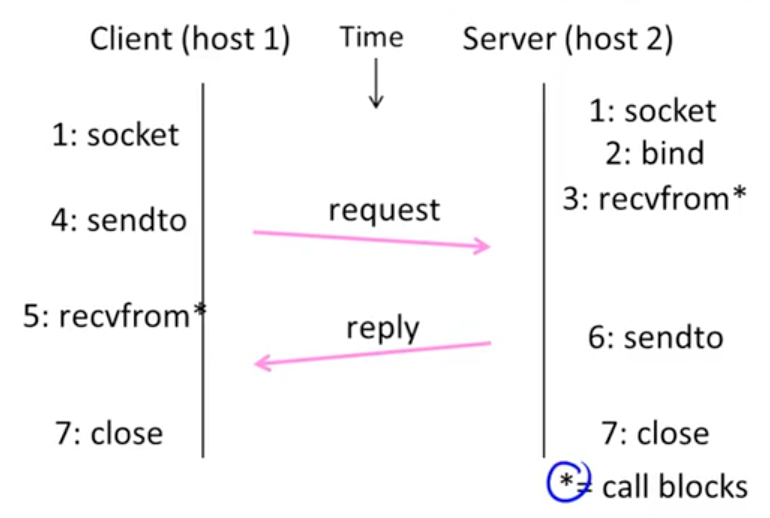 Client (host 1) Time Server (host 2)
1: socket
1: socket
2: bind
3: recvfrom*
4: sendto
request
5: recvfrom*
reply
6: sendto
7: close
7: close
*= call blocks